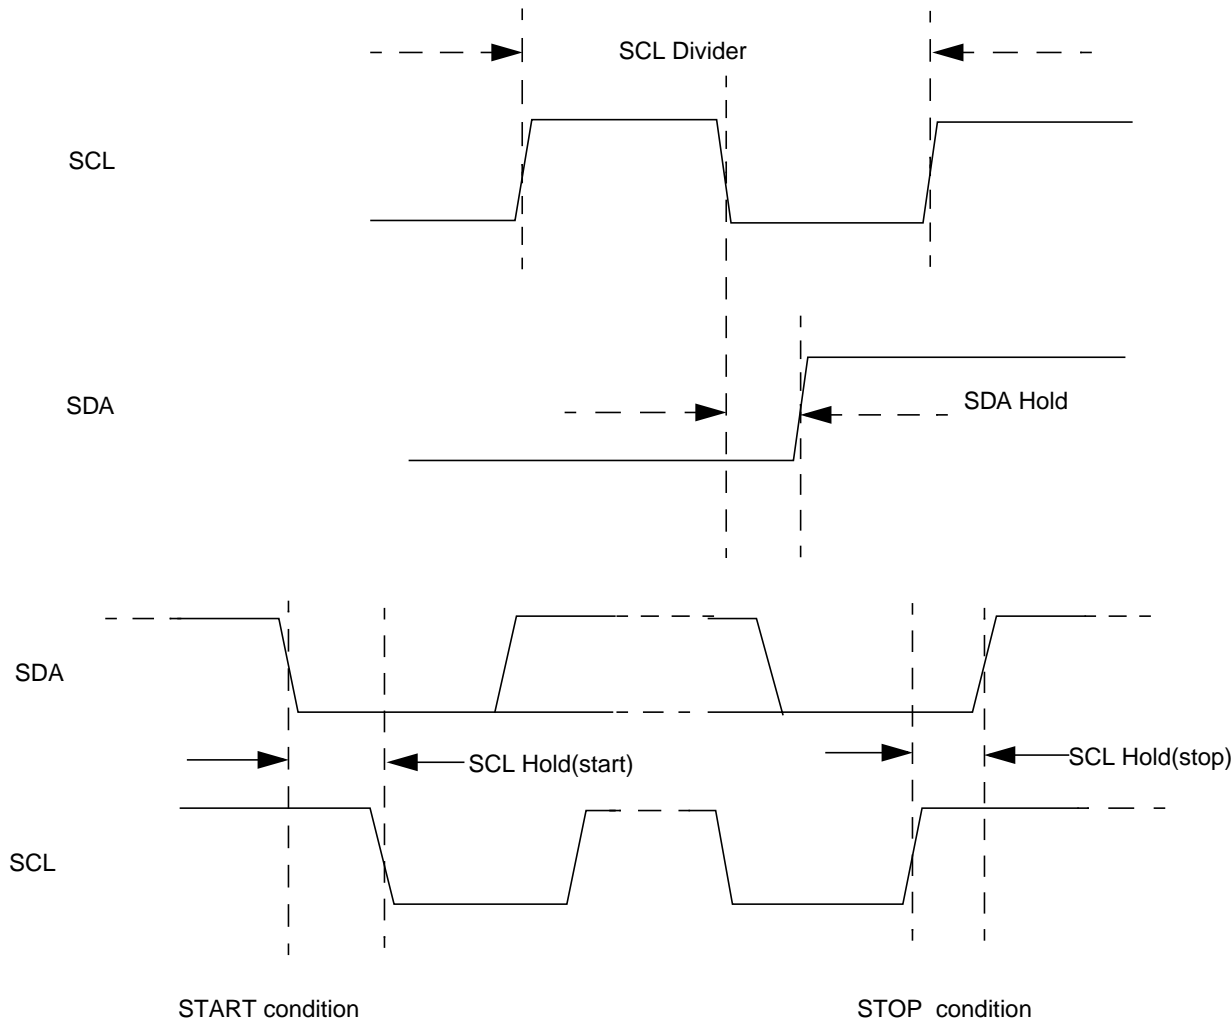 SCL Divider
SCL
SDA
SDA Hold
SDA
SCL Hold(start)
SCL Hold(stop)
SCL
START condition
STOP condition